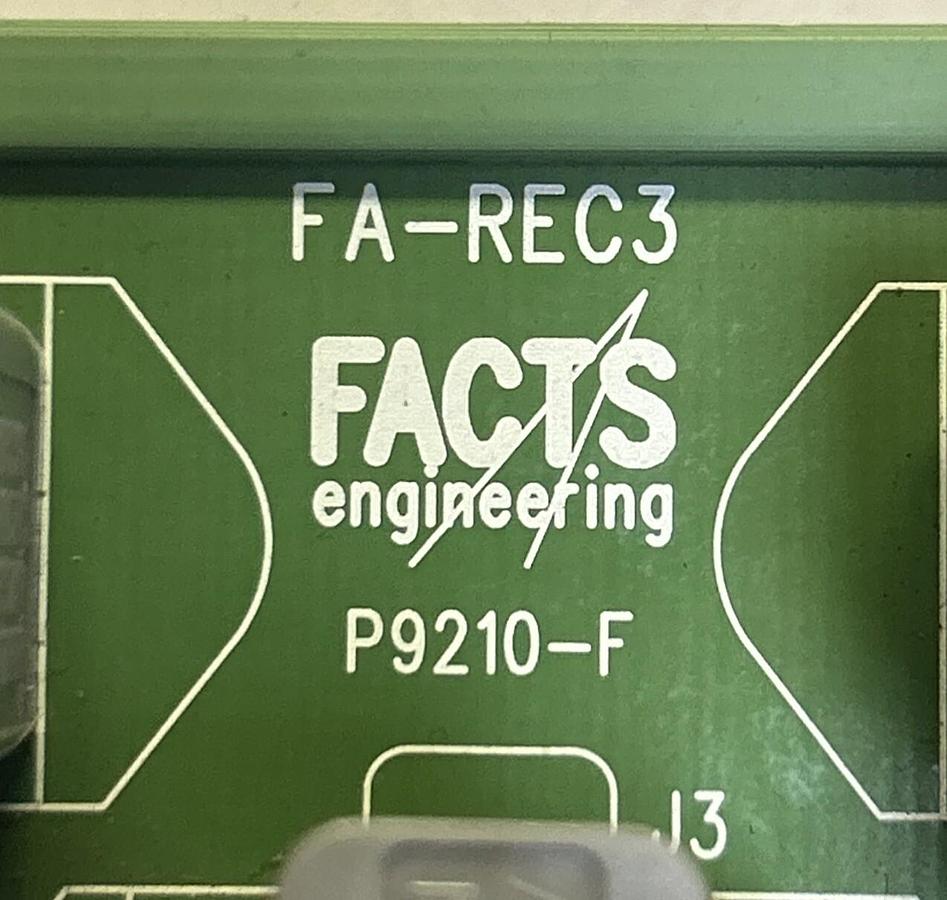 FA-REC3
FACTS
engineering
P9210-F
J3